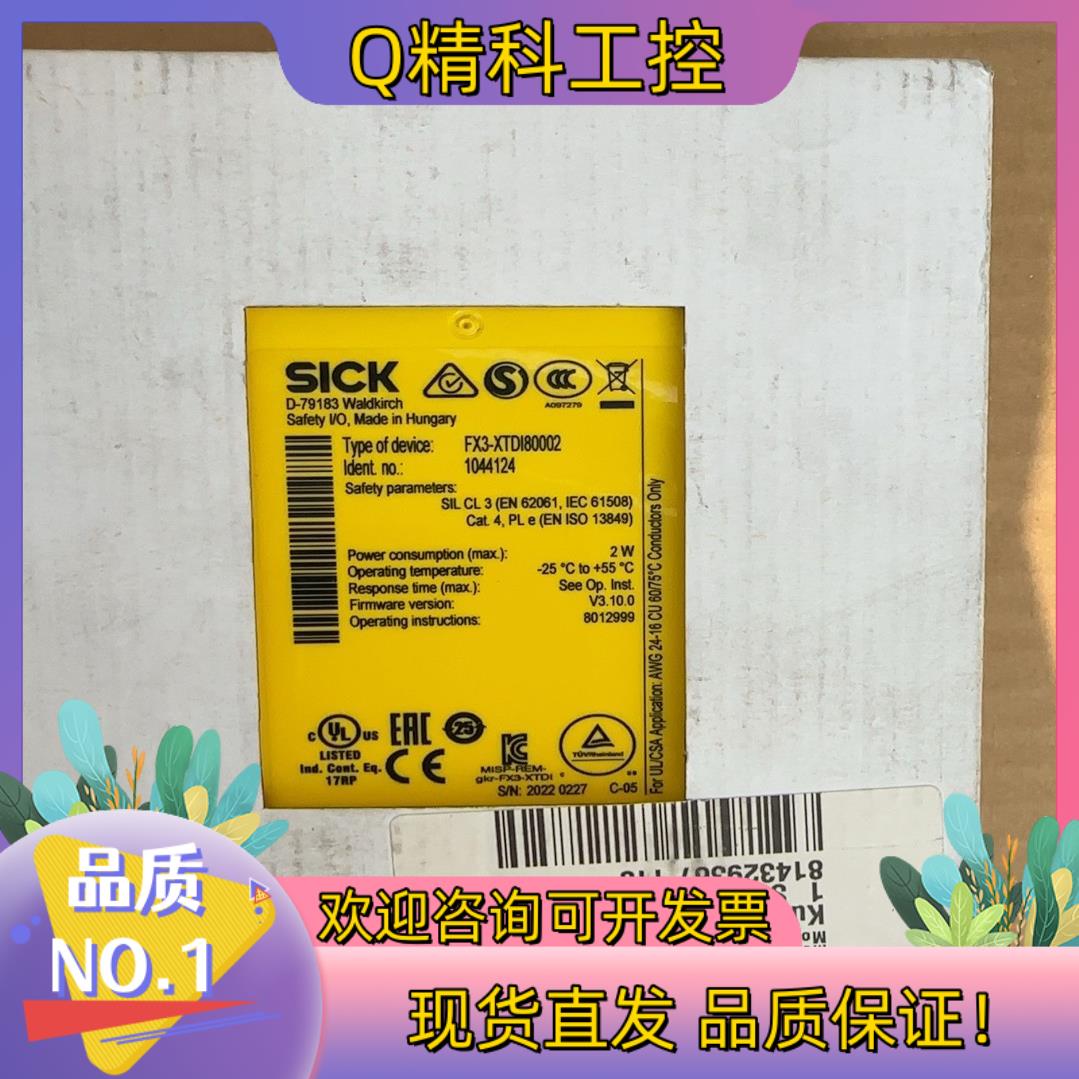 Q精科工控
SICK
D-79183 Waldkirch
Safety I/O, Made in Hungary
A097279
Type of device: FX3-XTDI80002
Ident. no.: 1044124
Safety parameters:
SIL CL 3 (EN 62061, IEC 61508)
Cat. 4, PL e (EN ISO 13849)
Power consumption (max.): 2 W
Operating temperature: -25 °C to +55 °C
Response time (max.): See Op. Inst.
Firmware version: V3.10.0
Operating instructions: 8012999
For UL/CSA Application: AWG 24-16 CU 60/75°C Conductors Only
c UL us
LISTED
Ind. Cont. Eq.
17RP
EAC
25
CE
MISP-REM-
gkr-FX3-XTDI
TÜVRheinland
S/N: 2022 0227 C-05
品质
NO.1
欢迎咨询可开发票
现货直发 品质保证！